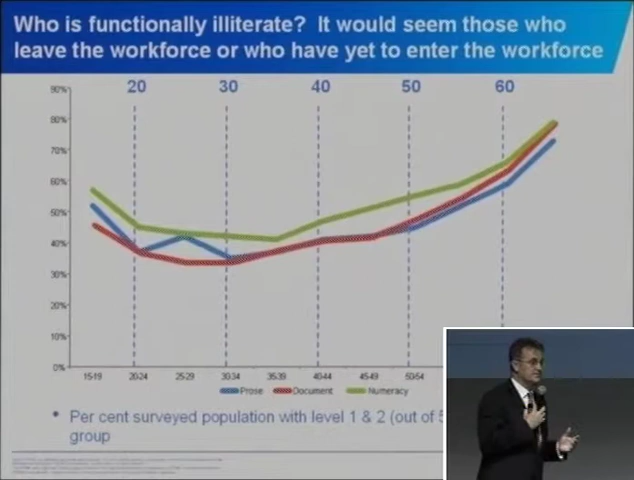 Who is functionally illiterate? It would seem those who
leave the workforce or who have yet to enter the workforce
20 30 40 50 60
90%
80%
70%
60%
50%
40%
30%
20%
10%
0%
15-19 20-24 25-29 30-34 35-39 40-44 45-49 50-54
Prose Document Numeracy
• Per cent surveyed population with level 1 & 2 (out of 5
group